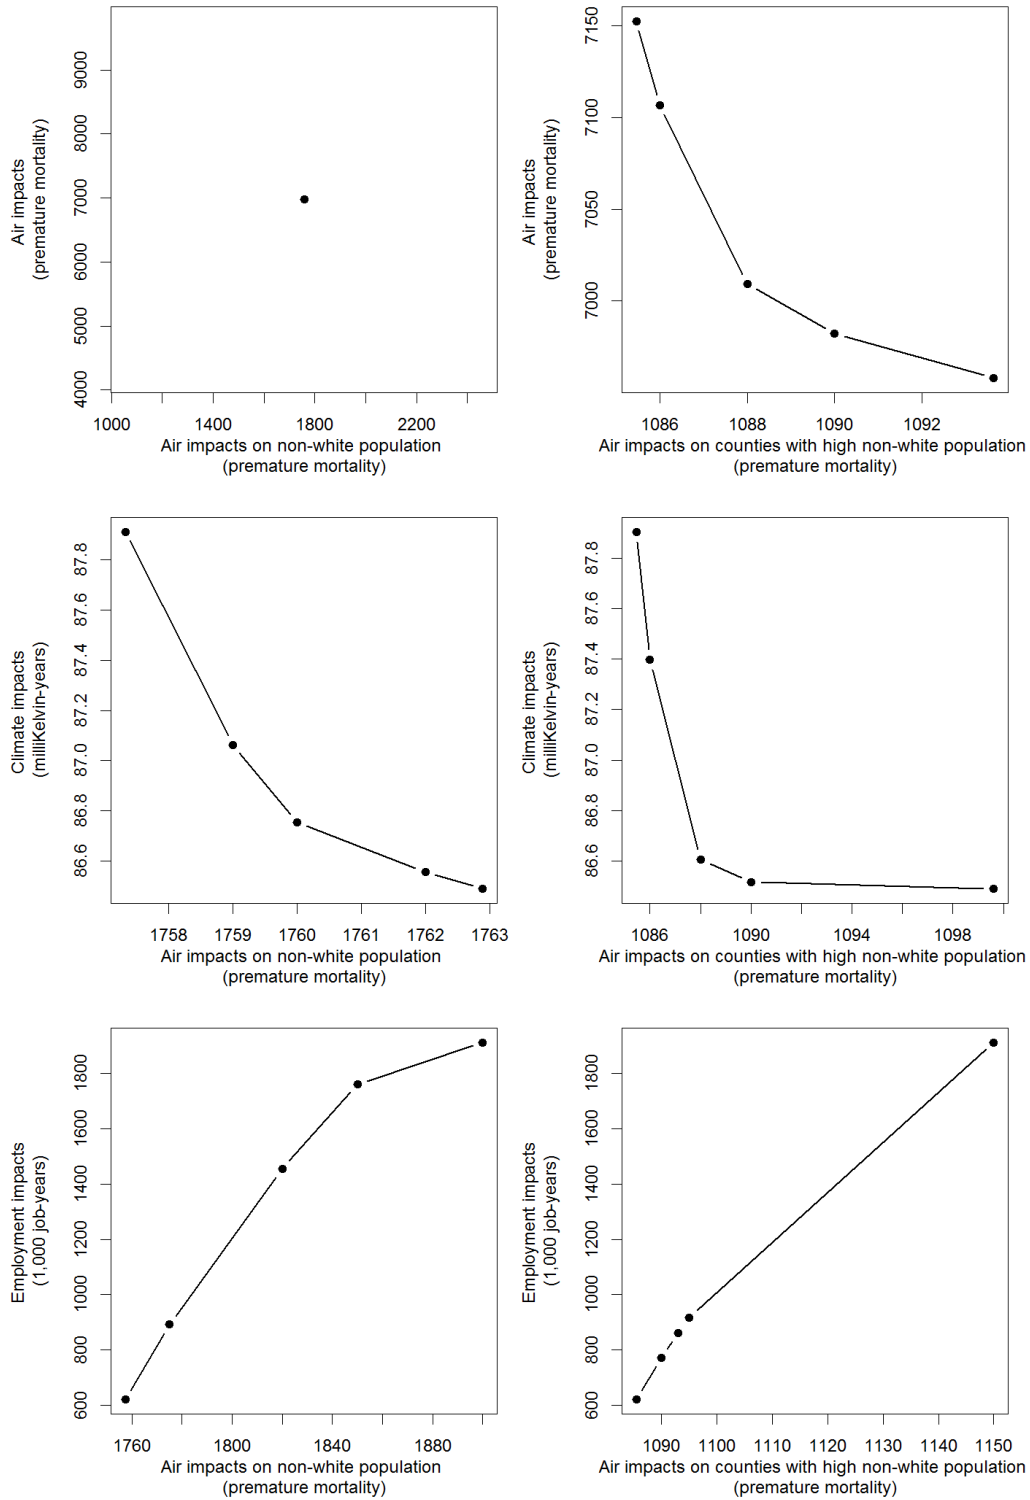 Air impacts
(premature mortality)
9000
8000
7000
6000
5000
4000
1000
1400
1800
2200
Air impacts on non-white population
(premature mortality)
Air impacts
(premature mortality)
7150
7100
7050
7000
1086
1088
1090
1092
Air impacts on counties with high non-white population
(premature mortality)
Climate impacts
(milliKelvin-years)
87.8
87.6
87.4
87.2
87.0
86.8
86.6
1758
1759
1760
1761
1762
1763
Air impacts on non-white population
(premature mortality)
Climate impacts
(milliKelvin-years)
87.8
87.6
87.4
87.2
87.0
86.8
86.6
1086
1090
1094
1098
Air impacts on counties with high non-white population
(premature mortality)
Employment impacts
(1,000 job-years)
1800
1600
1400
1200
1000
800
600
1760
1800
1840
1880
Air impacts on non-white population
(premature mortality)
Employment impacts
(1,000 job-years)
1800
1600
1400
1200
1000
800
600
1090
1100
1110
1120
1130
1140
1150
Air impacts on counties with high non-white population
(premature mortality)